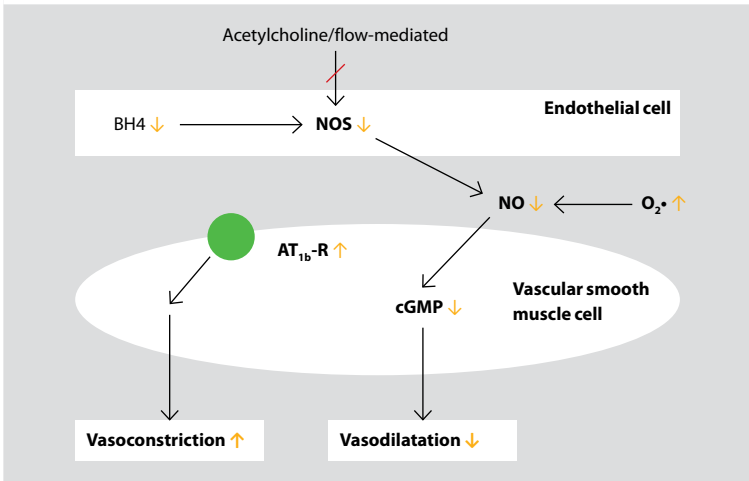 Acetylcholine/flow-mediated
Endothelial cell
BH4 ↓
NOS ↓
NO ↓
O₂• ↑
AT₁b-R ↑
Vascular smooth
muscle cell
cGMP ↓
Vasoconstriction ↑
Vasodilatation ↓